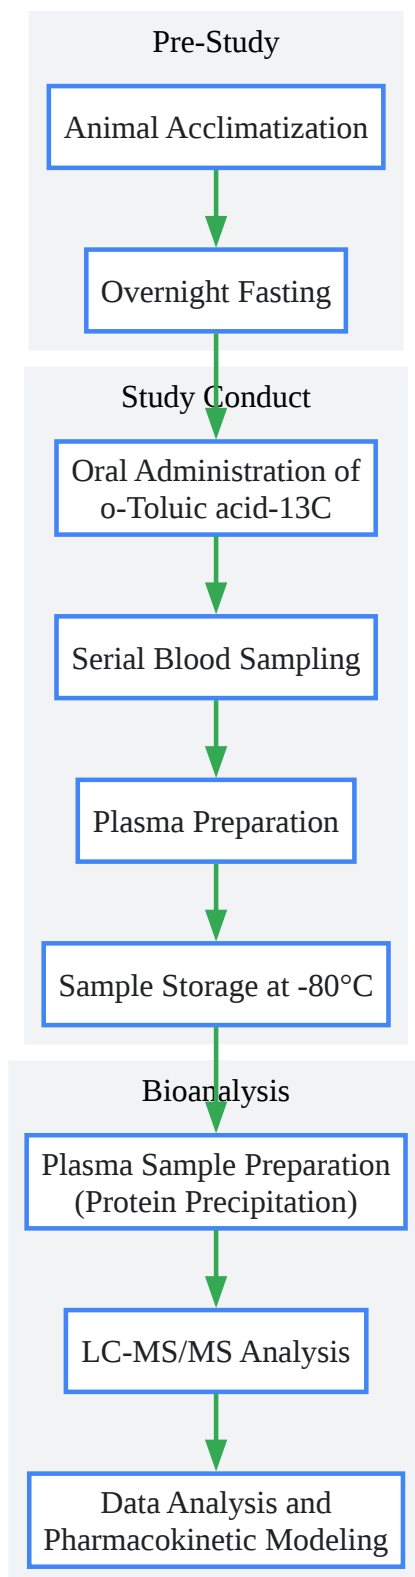 Pre-Study
Animal Acclimatization
Overnight Fasting
Study Conduct
Oral Administration of
o-Toluic acid-13C
Serial Blood Sampling
Plasma Preparation
Sample Storage at -80°C
Bioanalysis
Plasma Sample Preparation
(Protein Precipitation)
LC-MS/MS Analysis
Data Analysis and
Pharmacokinetic Modeling